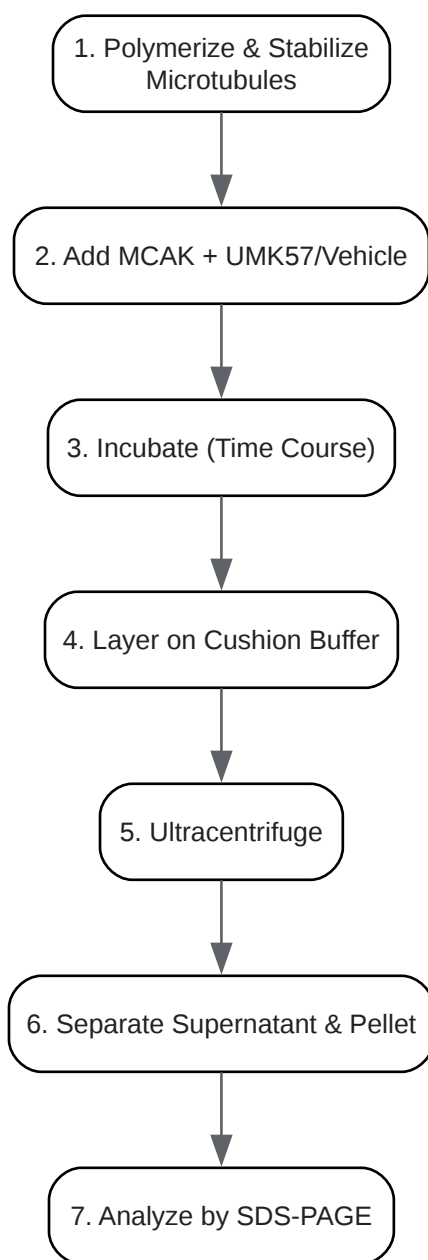 1. Polymerize & Stabilize
Microtubules
2. Add MCAK + UMK57/Vehicle
3. Incubate (Time Course)
4. Layer on Cushion Buffer
5. Ultracentrifuge
6. Separate Supernatant & Pellet
7. Analyze by SDS-PAGE